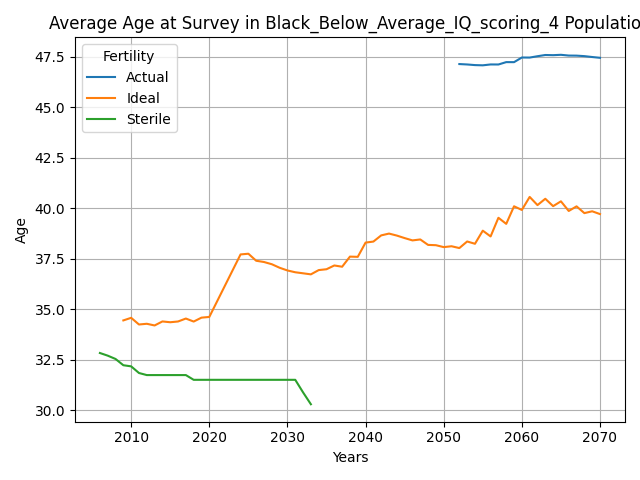 Average Age at Survey in Black_Below_Average_IQ_scoring_4 Populatio
Fertility
Actual
Ideal
Sterile
47.5
45.0
42.5
40.0
37.5
35.0
32.5
30.0
Age
2010 2020 2030 2040 2050 2060 2070
Years